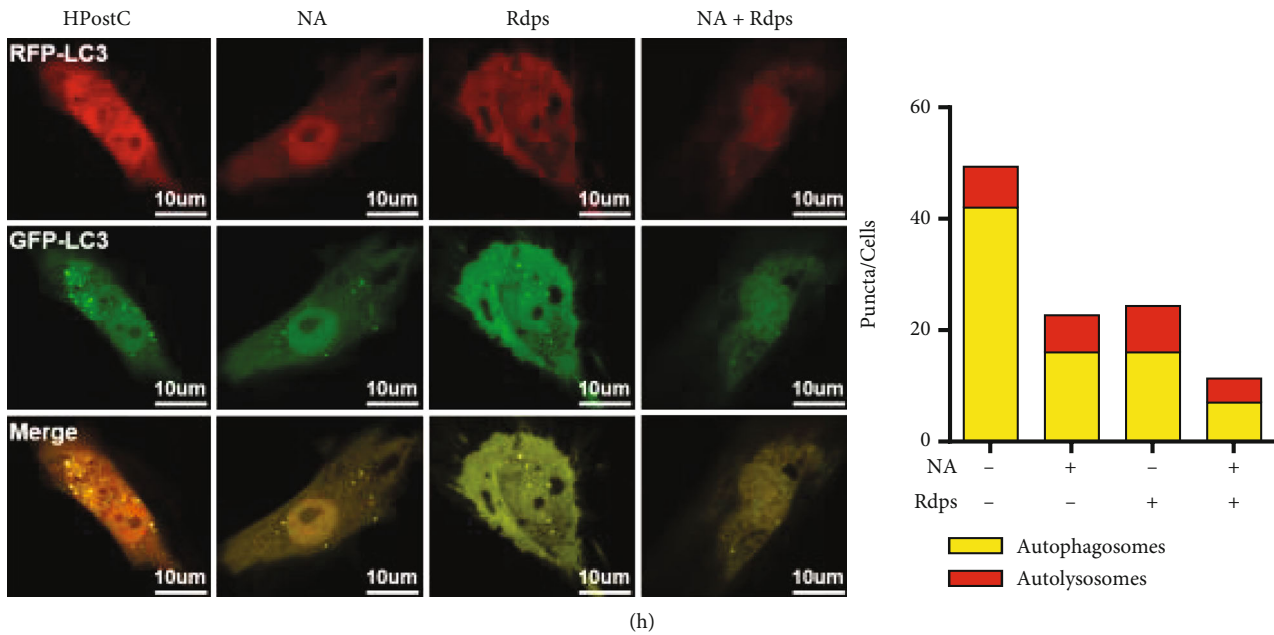 HPostC NA Rdps NA + Rdps
RFP-LC3
10um 10um 10um 10um
GFP-LC3
10um 10um 10um 10um
Merge
10um 10um 10um 10um
Puncta/Cells
60
40
20
0
NA – + – +
Rdps – – + +
Autophagosomes
Autolysosomes
(h)